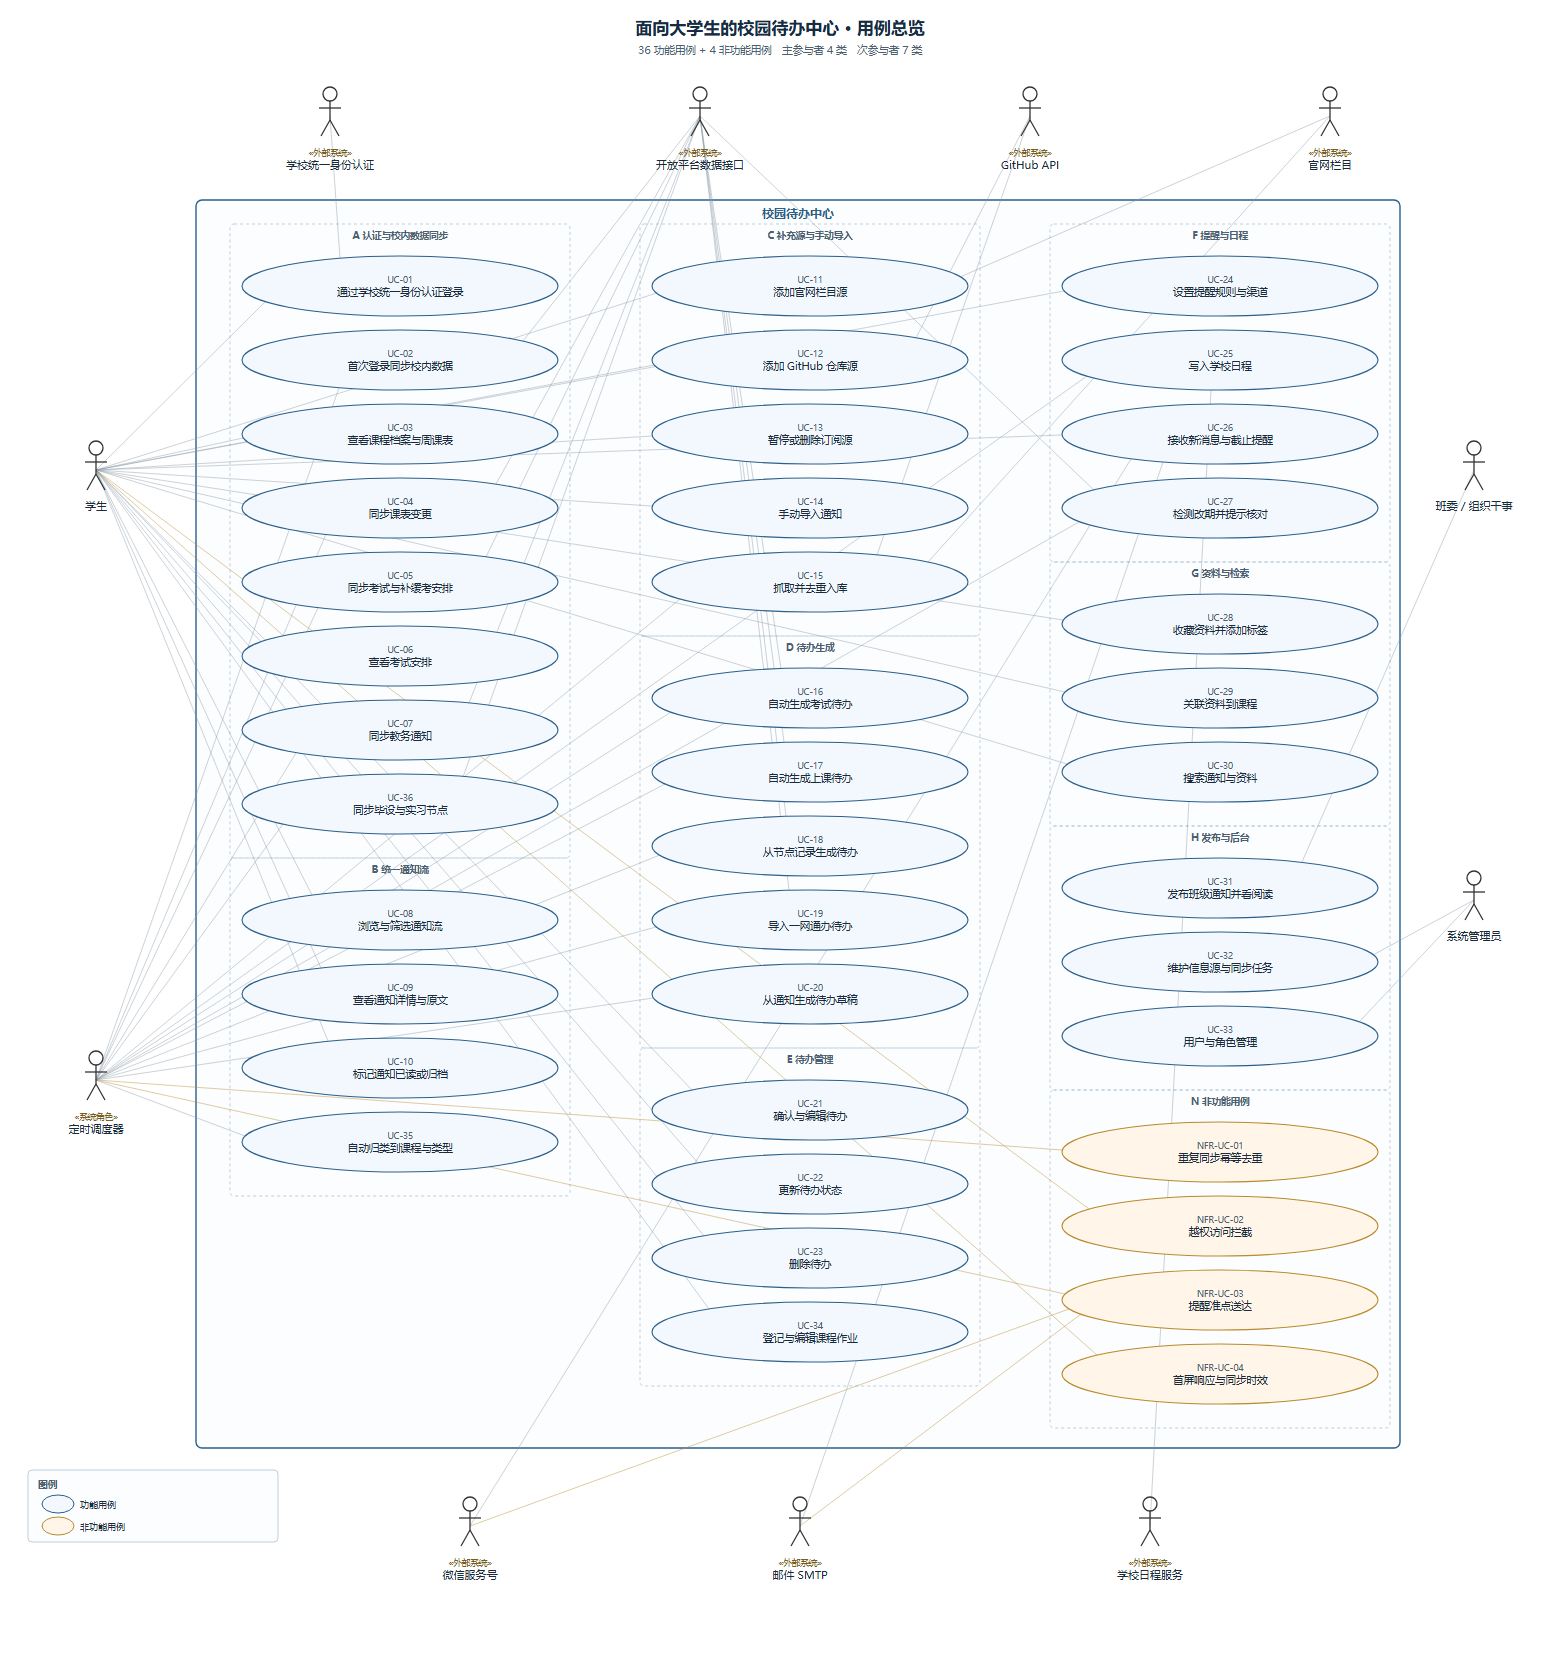 面向大学生的校园待办中心 · 用例总览
36 功能用例 + 4 非功能用例　主参与者 4 类　次参与者 7 类
«外部系统»
学校统一身份认证
«外部系统»
开放平台数据接口
«外部系统»
GitHub API
«外部系统»
官网栏目
校园待办中心
A 认证与校内数据同步
UC-01
通过学校统一身份认证登录
UC-02
首次登录同步校内数据
UC-03
查看课程档案与周课表
UC-04
同步课表变更
UC-05
同步考试与补缓考安排
UC-06
查看考试安排
UC-07
同步教务通知
UC-36
同步毕设与实习节点
B 统一通知流
UC-08
浏览与筛选通知流
UC-09
查看通知详情与原文
UC-10
标记通知已读或归档
UC-35
自动归类到课程与类型
C 补充源与手动导入
UC-11
添加官网栏目源
UC-12
添加 GitHub 仓库源
UC-13
暂停或删除订阅源
UC-14
手动导入通知
UC-15
抓取并去重入库
D 待办生成
UC-16
自动生成考试待办
UC-17
自动生成上课待办
UC-18
从节点记录生成待办
UC-19
导入一网通办待办
UC-20
从通知生成待办草稿
E 待办管理
UC-21
确认与编辑待办
UC-22
更新待办状态
UC-23
删除待办
UC-34
登记与编辑课程作业
F 提醒与日程
UC-24
设置提醒规则与渠道
UC-25
写入学校日程
UC-26
接收新消息与截止提醒
UC-27
检测改期并提示核对
G 资料与检索
UC-28
收藏资料并添加标签
UC-29
关联资料到课程
UC-30
搜索通知与资料
H 发布与后台
UC-31
发布班级通知并看阅读
UC-32
维护信息源与同步任务
UC-33
用户与角色管理
N 非功能用例
NFR-UC-01
重复同步幂等去重
NFR-UC-02
越权访问拦截
NFR-UC-03
提醒准点送达
NFR-UC-04
首屏响应与同步时效
学生
«系统角色»
定时调度器
班委 / 组织干事
系统管理员
图例
功能用例
非功能用例
«外部系统»
微信服务号
«外部系统»
邮件 SMTP
«外部系统»
学校日程服务